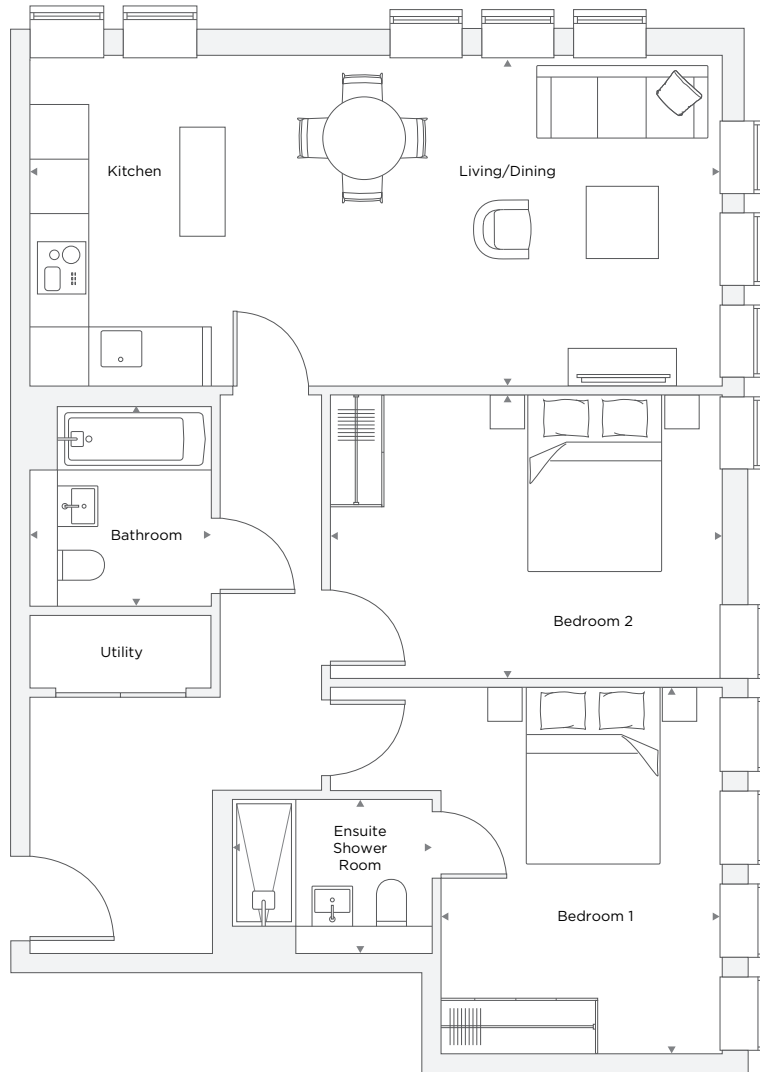 Kitchen
Living/Dining
Bathroom
Bedroom 2
Utility
Ensuite
Shower
Room
Bedroom 1